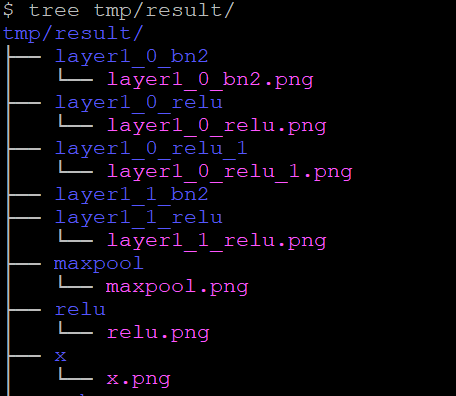 $ tree tmp/result/
tmp/result/
├── layer1_0_bn2
│   └── layer1_0_bn2.png
├── layer1_0_relu
│   └── layer1_0_relu.png
├── layer1_0_relu_1
│   └── layer1_0_relu_1.png
├── layer1_1_bn2
├── layer1_1_relu
│   └── layer1_1_relu.png
├── maxpool
│   └── maxpool.png
├── relu
│   └── relu.png
├── x
│   └── x.png